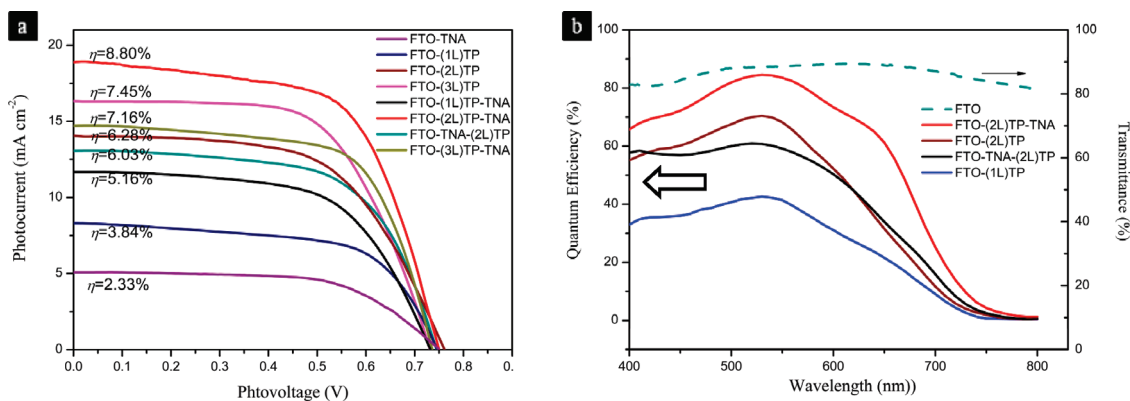 a
20
15
10
5
0
Photocurrent (mA cm-2)
η=8.80%
η=7.45%
η=7.16%
η=6.28%
η=6.03%
η=5.16%
η=3.84%
η=2.33%
FTO-TNA
FTO-(1L)TP
FTO-(2L)TP
FTO-(3L)TP
FTO-(1L)TP-TNA
FTO-(2L)TP-TNA
FTO-TNA-(2L)TP
FTO-(3L)TP-TNA
0.0 0.1 0.2 0.3 0.4 0.5 0.6 0.7 0.8 0.
Phtovoltage (V)
b
100
80
60
40
20
0
Quantum Efficiency (%)
FTO
FTO-(2L)TP-TNA
FTO-(2L)TP
FTO-TNA-(2L)TP
FTO-(1L)TP
100
80
60
40
20
0
Transmittance (%)
400 500 600 700 800
Wavelength (nm))